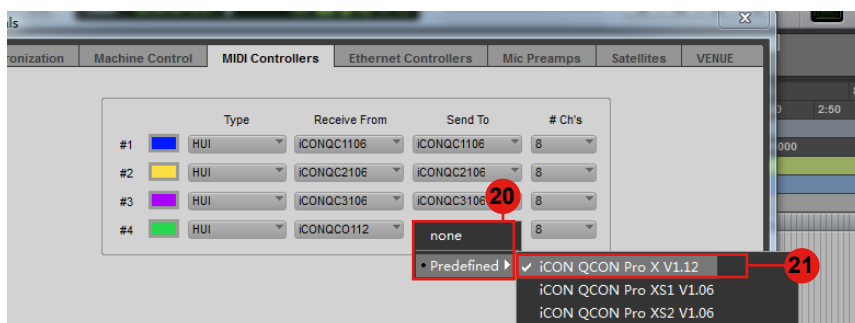 als
ronization Machine Control MIDI Controllers Ethernet Controllers Mic Preamps Satellites VENUE
2:50
000
Type Receive From Send To # Ch's
#1 HUI iCONQC1106 iCONQC1106 8
#2 HUI iCONQC2106 iCONQC2106 8
#3 HUI iCONQC3106 iCONQC3106 8
20
#4 HUI iCONQCO112 8
none
Predefined
✓ iCON QCON Pro X V1.12
21
iCON QCON Pro XS1 V1.06
iCON QCON Pro XS2 V1.06